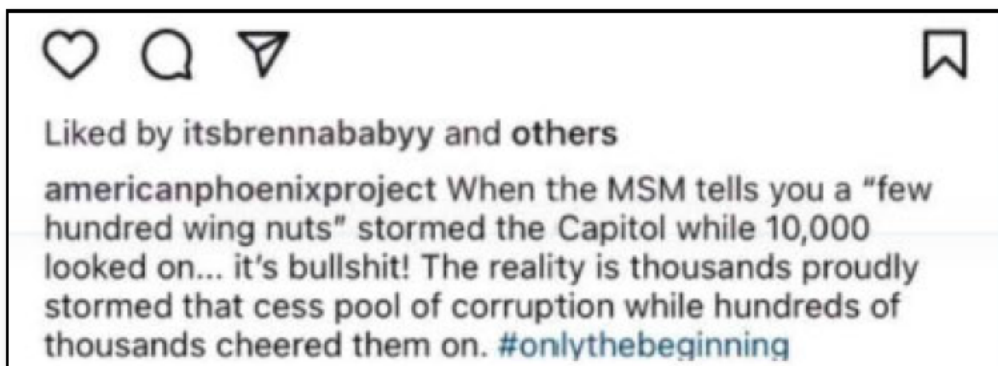 Liked by itsbrennababyy and others
americanphoenixproject When the MSM tells you a “few
hundred wing nuts” stormed the Capitol while 10,000
looked on... it’s bullshit! The reality is thousands proudly
stormed that cess pool of corruption while hundreds of
thousands cheered them on. #onlythebeginning